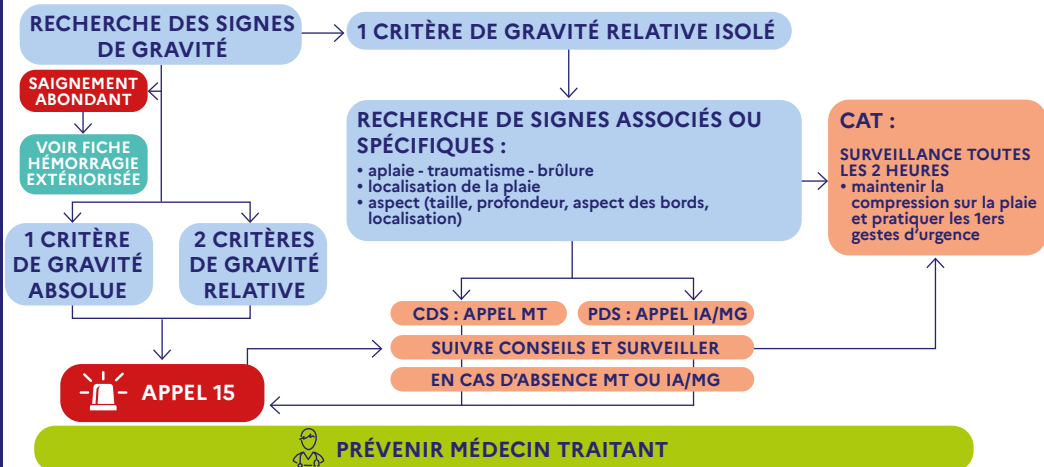 RECHERCHE DES SIGNES
DE GRAVITÉ
1 CRITÈRE DE GRAVITÉ RELATIVE ISOLÉ
SAIGNEMENT
ABONDANT
VOIR FICHE
HÉMORRAGIE
EXTÉRIORISÉE
RECHERCHE DE SIGNES ASSOCIÉS OU
SPÉCIFIQUES :
• aplaie - traumatisme - brûlure
• localisation de la plaie
• aspect (taille, profondeur, aspect des bords,
localisation)
CAT :
SURVEILLANCE TOUTES
LES 2 HEURES
• maintenir la
compression sur la plaie
et pratiquer les 1ers
gestes d'urgence
1 CRITÈRE
DE GRAVITÉ
ABSOLUE
2 CRITÈRES
DE GRAVITÉ
RELATIVE
CDS : APPEL MT
PDS : APPEL IA/MG
SUIVRE CONSEILS ET SURVEILLER
EN CAS D'ABSENCE MT OU IA/MG
APPEL 15
PRÉVENIR MÉDECIN TRAITANT